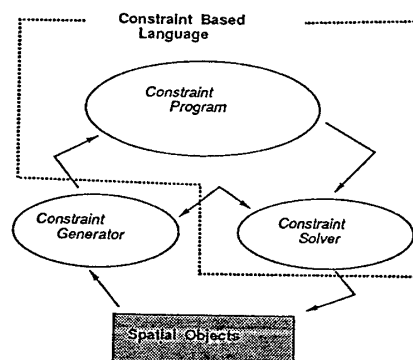 Constraint Based
Language
Constraint
Program
Constraint
Generator
Constraint
Solver
Spatial Objects